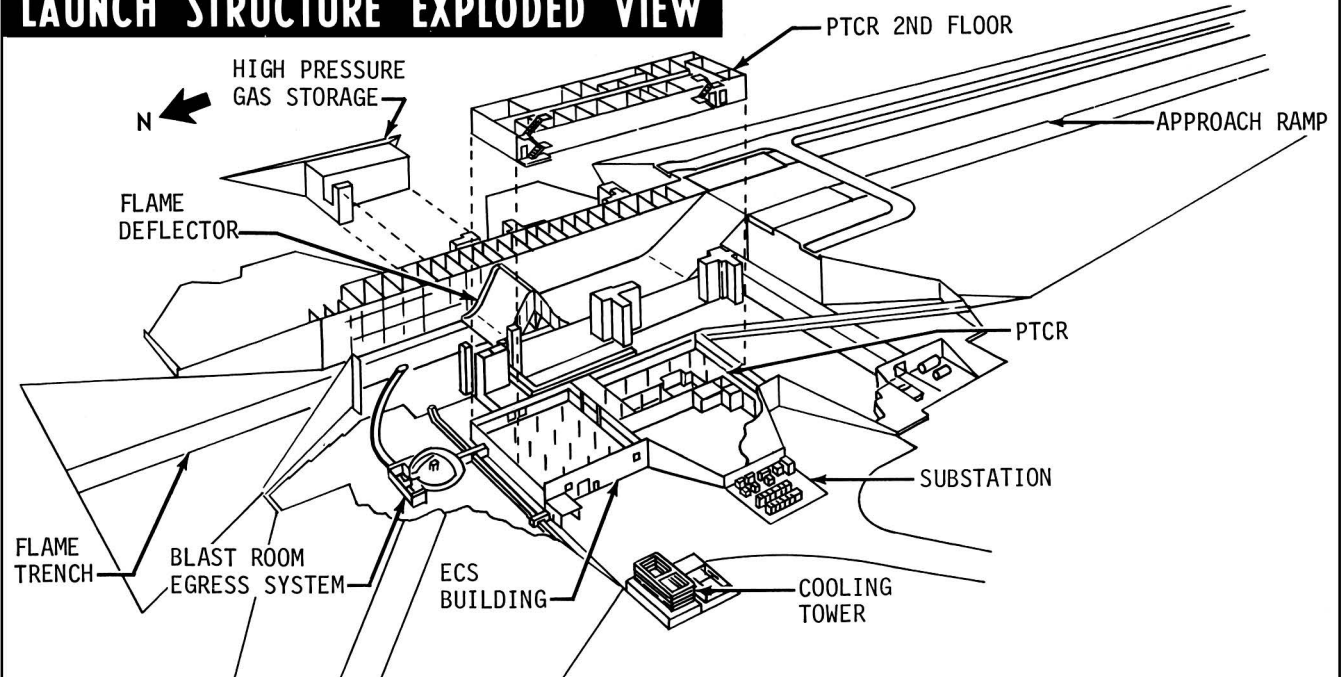 LAUNCH STRUCTURE EXPLODED VIEW
PTCR 2ND FLOOR
HIGH PRESSURE
GAS STORAGE
N
APPROACH RAMP
FLAME
DEFLECTOR
PTCR
SUBSTATION
FLAME
TRENCH
BLAST ROOM
EGRESS SYSTEM
ECS
BUILDING
COOLING
TOWER